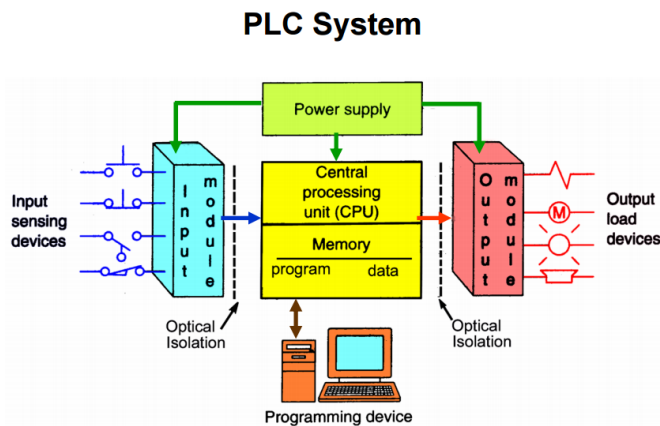 PLC System
Power supply
Input
module
Central
processing
unit (CPU)
Memory
program data
Output
module
Input
sensing
devices
M
Output
load
devices
Optical
Isolation
Optical
Isolation
Programming device